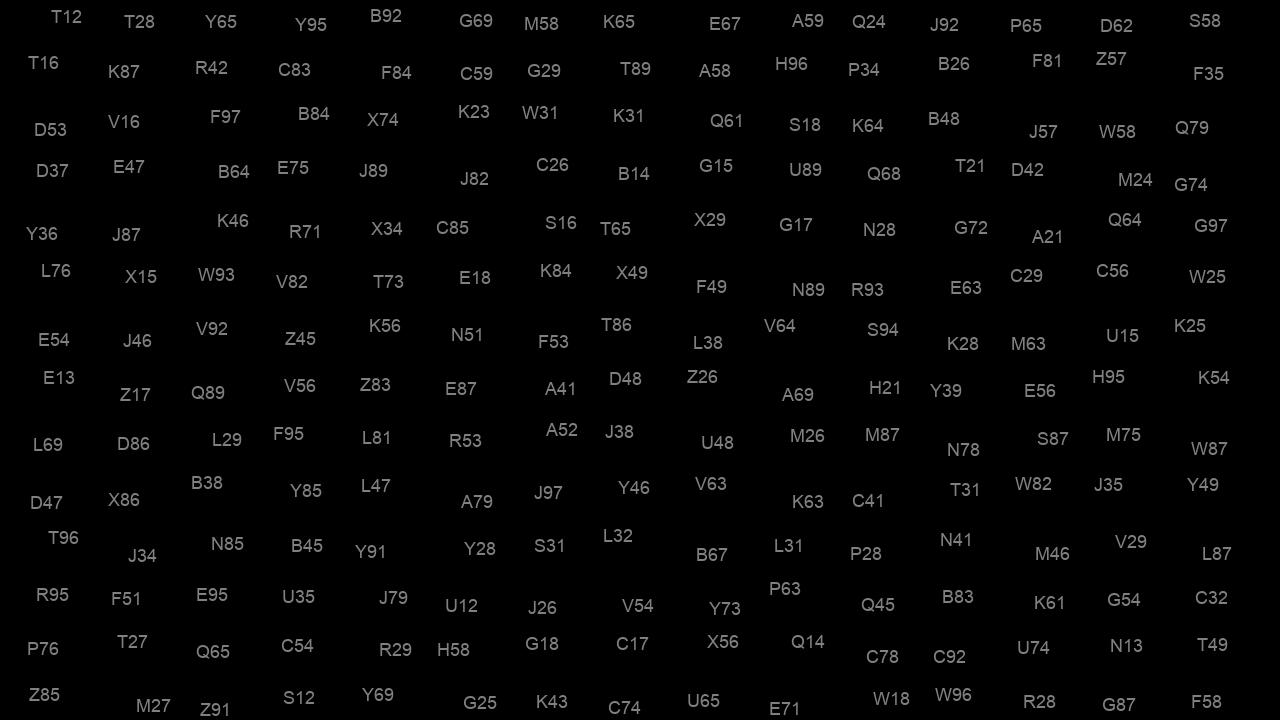 T12 T28 Y65 Y95 B92 G69 M58 K65 E67 A59 Q24 J92 P65 D62 S58
T16 K87 R42 C83 F84 C59 G29 T89 A58 H96 P34 B26 F81 Z57 F35
D53 V16 F97 B84 X74 K23 W31 K31 Q61 S18 K64 B48 J57 W58 Q79
D37 E47 B64 E75 J89 J82 C26 B14 G15 U89 Q68 T21 D42 M24 G74
Y36 J87 K46 R71 X34 C85 S16 T65 X29 G17 N28 G72 A21 Q64 G97
L76 X15 W93 V82 T73 E18 K84 X49 F49 N89 R93 E63 C29 C56 W25
E54 J46 V92 Z45 K56 N51 F53 T86 L38 V64 S94 K28 M63 U15 K25
E13 Z17 Q89 V56 Z83 E87 A41 D48 Z26 A69 H21 Y39 E56 H95 K54
L69 D86 L29 F95 L81 R53 A52 J38 U48 M26 M87 N78 S87 M75 W87
D47 X86 B38 Y85 L47 A79 J97 Y46 V63 K63 C41 T31 W82 J35 Y49
T96 J34 N85 B45 Y91 Y28 S31 L32 B67 L31 P28 N41 M46 V29 L87
R95 F51 E95 U35 J79 U12 J26 V54 Y73 P63 Q45 B83 K61 G54 C32
P76 T27 Q65 C54 R29 H58 G18 C17 X56 Q14 C78 C92 U74 N13 T49
Z85 M27 Z91 S12 Y69 G25 K43 C74 U65 E71 W18 W96 R28 G87 F58